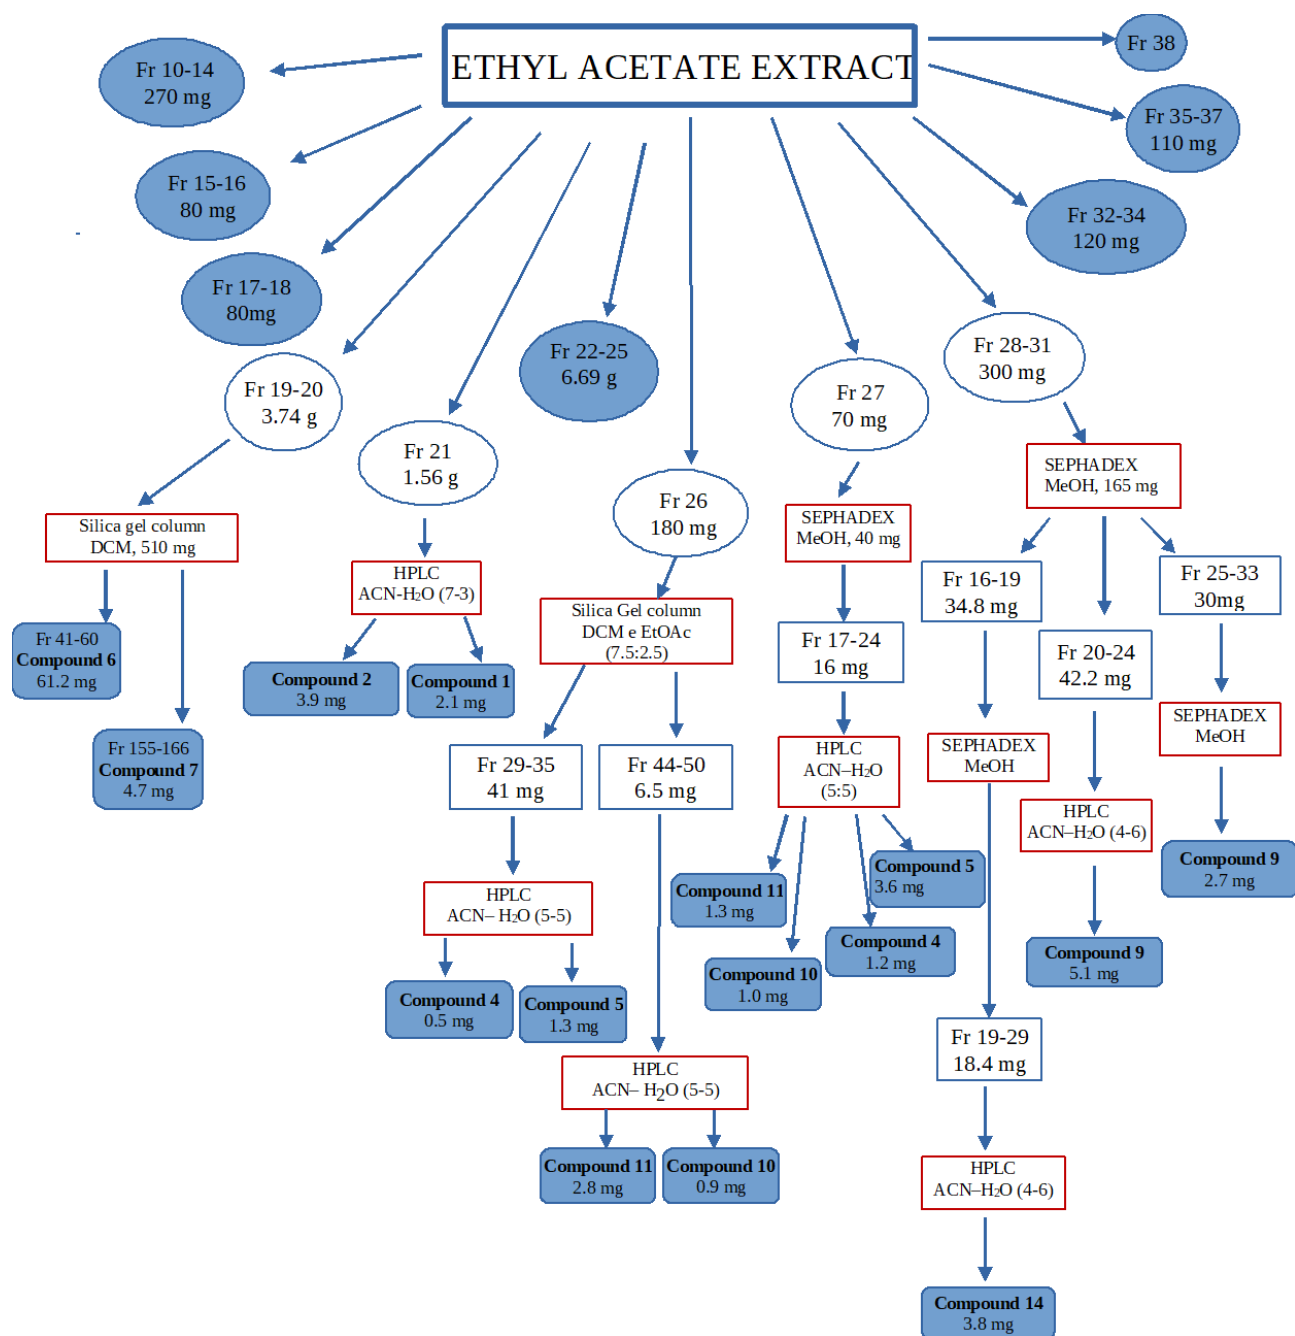 ETHYL ACETATE EXTRACT
Fr 10-14
270 mg
Fr 15-16
80 mg
Fr 17-18
80mg
Fr 19-20
3.74 g
Fr 21
1.56 g
Fr 22-25
6.69 g
Fr 26
180 mg
Fr 27
70 mg
Fr 28-31
300 mg
Fr 32-34
120 mg
Fr 35-37
110 mg
Fr 38
Silica gel column
DCM, 510 mg
Fr 41-60
Compound 6
61.2 mg
Fr 155-166
Compound 7
4.7 mg
HPLC
ACN-H2O (7-3)
Compound 2
3.9 mg
Compound 1
2.1 mg
Silica Gel column
DCM e EtOAc
(7.5:2.5)
Fr 29-35
41 mg
Fr 44-50
6.5 mg
HPLC
ACN– H2O (5-5)
Compound 4
0.5 mg
Compound 5
1.3 mg
HPLC
ACN– H2O (5-5)
Compound 11
2.8 mg
Compound 10
0.9 mg
SEPHADEX
MeOH, 40 mg
Fr 17-24
16 mg
HPLC
ACN–H2O
(5:5)
Compound 11
1.3 mg
Compound 10
1.0 mg
Compound 4
1.2 mg
Compound 5
3.6 mg
SEPHADEX
MeOH, 165 mg
Fr 16-19
34.8 mg
Fr 20-24
42.2 mg
Fr 25-33
30mg
SEPHADEX
MeOH
Fr 19-29
18.4 mg
HPLC
ACN–H2O (4-6)
Compound 14
3.8 mg
HPLC
ACN–H2O (4-6)
Compound 9
5.1 mg
SEPHADEX
MeOH
Compound 9
2.7 mg